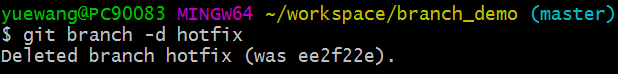 yuewang@PC90083 MINGW64 ~/workspace/branch_demo (master)
$ git branch -d hotfix
Deleted branch hotfix (was ee2f22e).